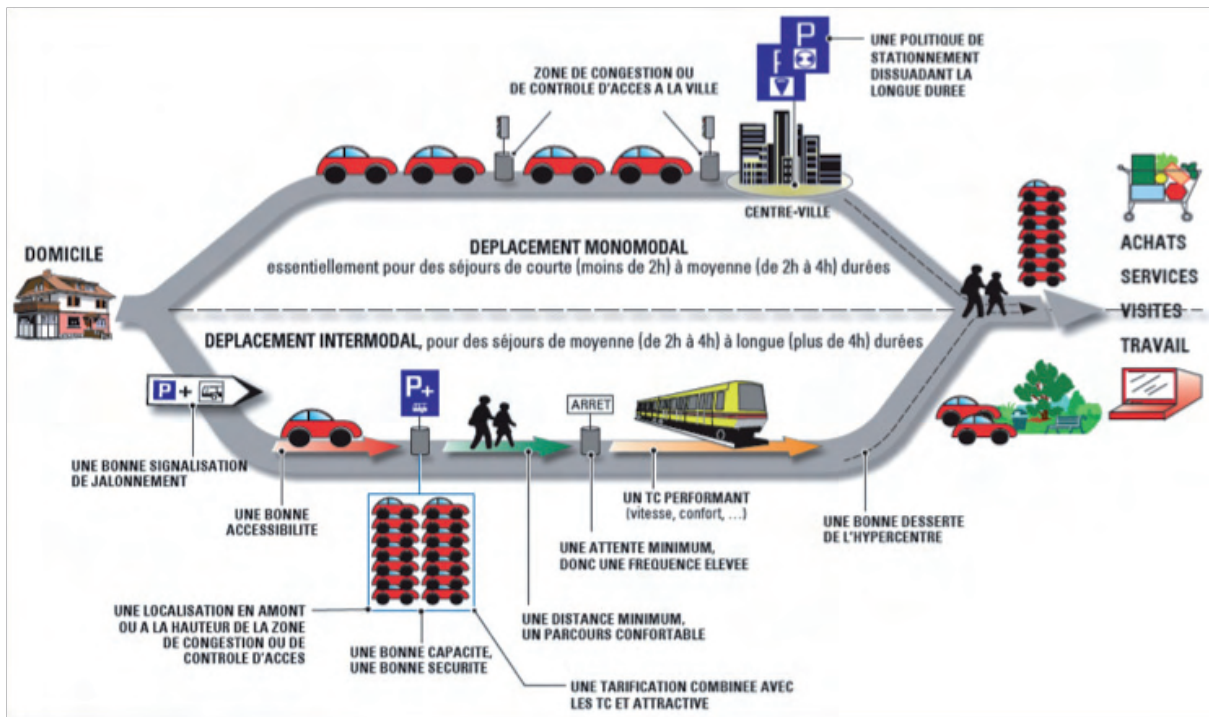 UNE POLITIQUE DE
STATIONNEMENT
DISSUADANT LA
LONGUE DUREE
P
P
ZONE DE CONGESTION OU
DE CONTROLE D'ACCES A LA VILLE
CENTRE-VILLE
DOMICILE
DEPLACEMENT MONOMODAL
essentiellement pour des séjours de courte (moins de 2h) à moyenne (de 2h à 4h) durées
ACHATS
SERVICES
VISITES
TRAVAIL
DEPLACEMENT INTERMODAL, pour des séjours de moyenne (de 2h à 4h) à longue (plus de 4h) durées
P +
P+
ARRET
UNE BONNE SIGNALISATION
DE JALONNEMENT
UNE BONNE
ACCESSIBILITE
UN TC PERFORMANT
(vitesse, confort, ...)
UNE BONNE DESSERTE
DE L'HYPERCENTRE
UNE ATTENTE MINIMUM,
DONC UNE FREQUENCE ELEVEE
UNE LOCALISATION EN AMONT
OU A LA HAUTEUR DE LA ZONE
DE CONGESTION OU DE
CONTROLE D'ACCES
UNE DISTANCE MINIMUM,
UN PARCOURS CONFORTABLE
UNE BONNE CAPACITE,
UNE BONNE SECURITE
UNE TARIFICATION COMBINEE AVEC
LES TC ET ATTRACTIVE